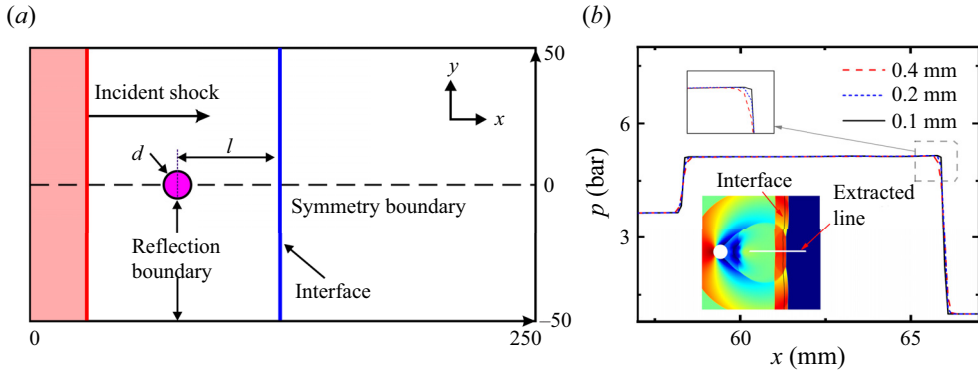 (a)
Incident shock
y
x
d
l
50
0
–50
Symmetry boundary
Reflection
boundary
Interface
0
250
(b)
0.4 mm
0.2 mm
0.1 mm
6
3
p (bar)
Interface
Extracted
line
60
65
x (mm)